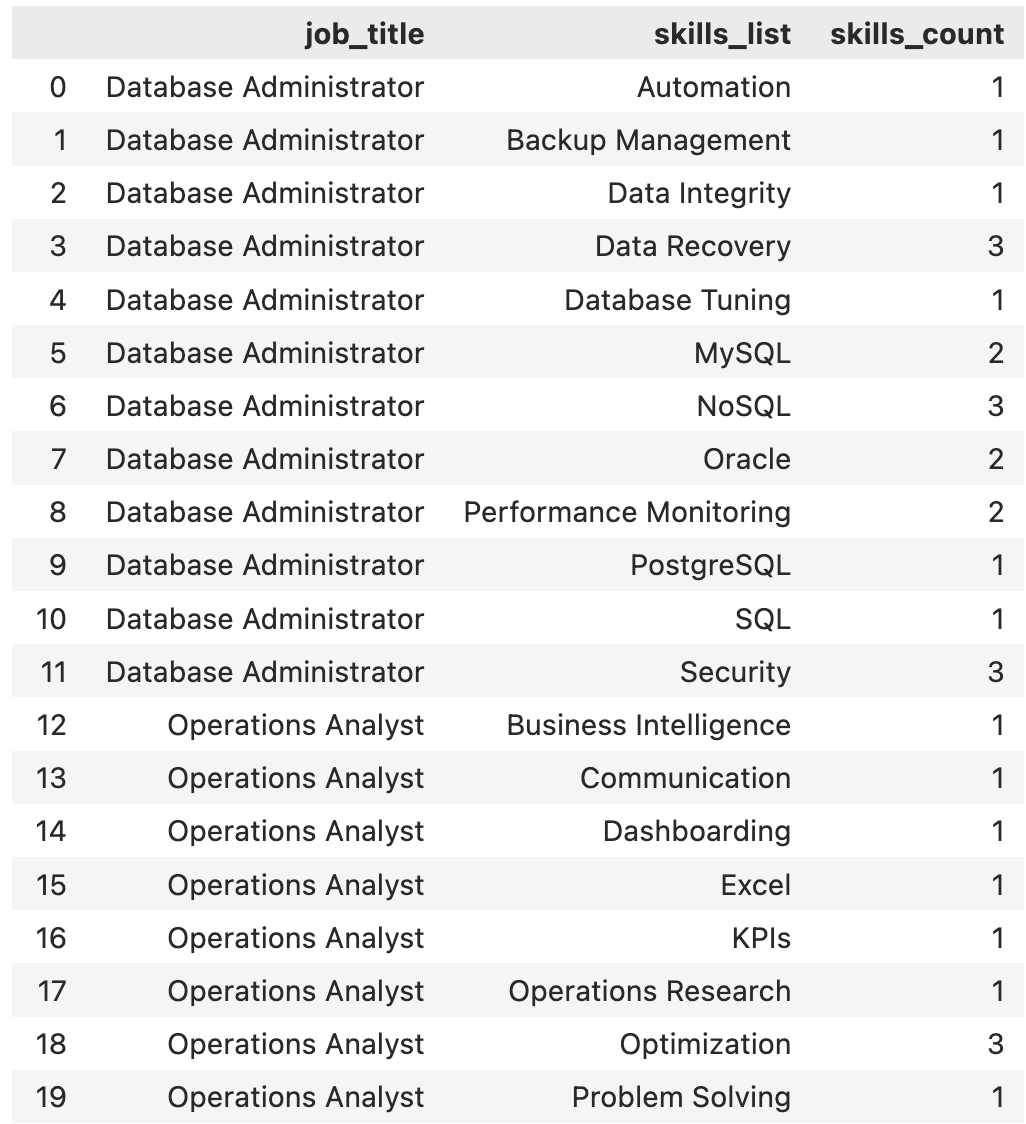 job_title skills_list skills_count
0 Database Administrator Automation 1
1 Database Administrator Backup Management 1
2 Database Administrator Data Integrity 1
3 Database Administrator Data Recovery 3
4 Database Administrator Database Tuning 1
5 Database Administrator MySQL 2
6 Database Administrator NoSQL 3
7 Database Administrator Oracle 2
8 Database Administrator Performance Monitoring 2
9 Database Administrator PostgreSQL 1
10 Database Administrator SQL 1
11 Database Administrator Security 3
12 Operations Analyst Business Intelligence 1
13 Operations Analyst Communication 1
14 Operations Analyst Dashboarding 1
15 Operations Analyst Excel 1
16 Operations Analyst KPIs 1
17 Operations Analyst Operations Research 1
18 Operations Analyst Optimization 3
19 Operations Analyst Problem Solving 1